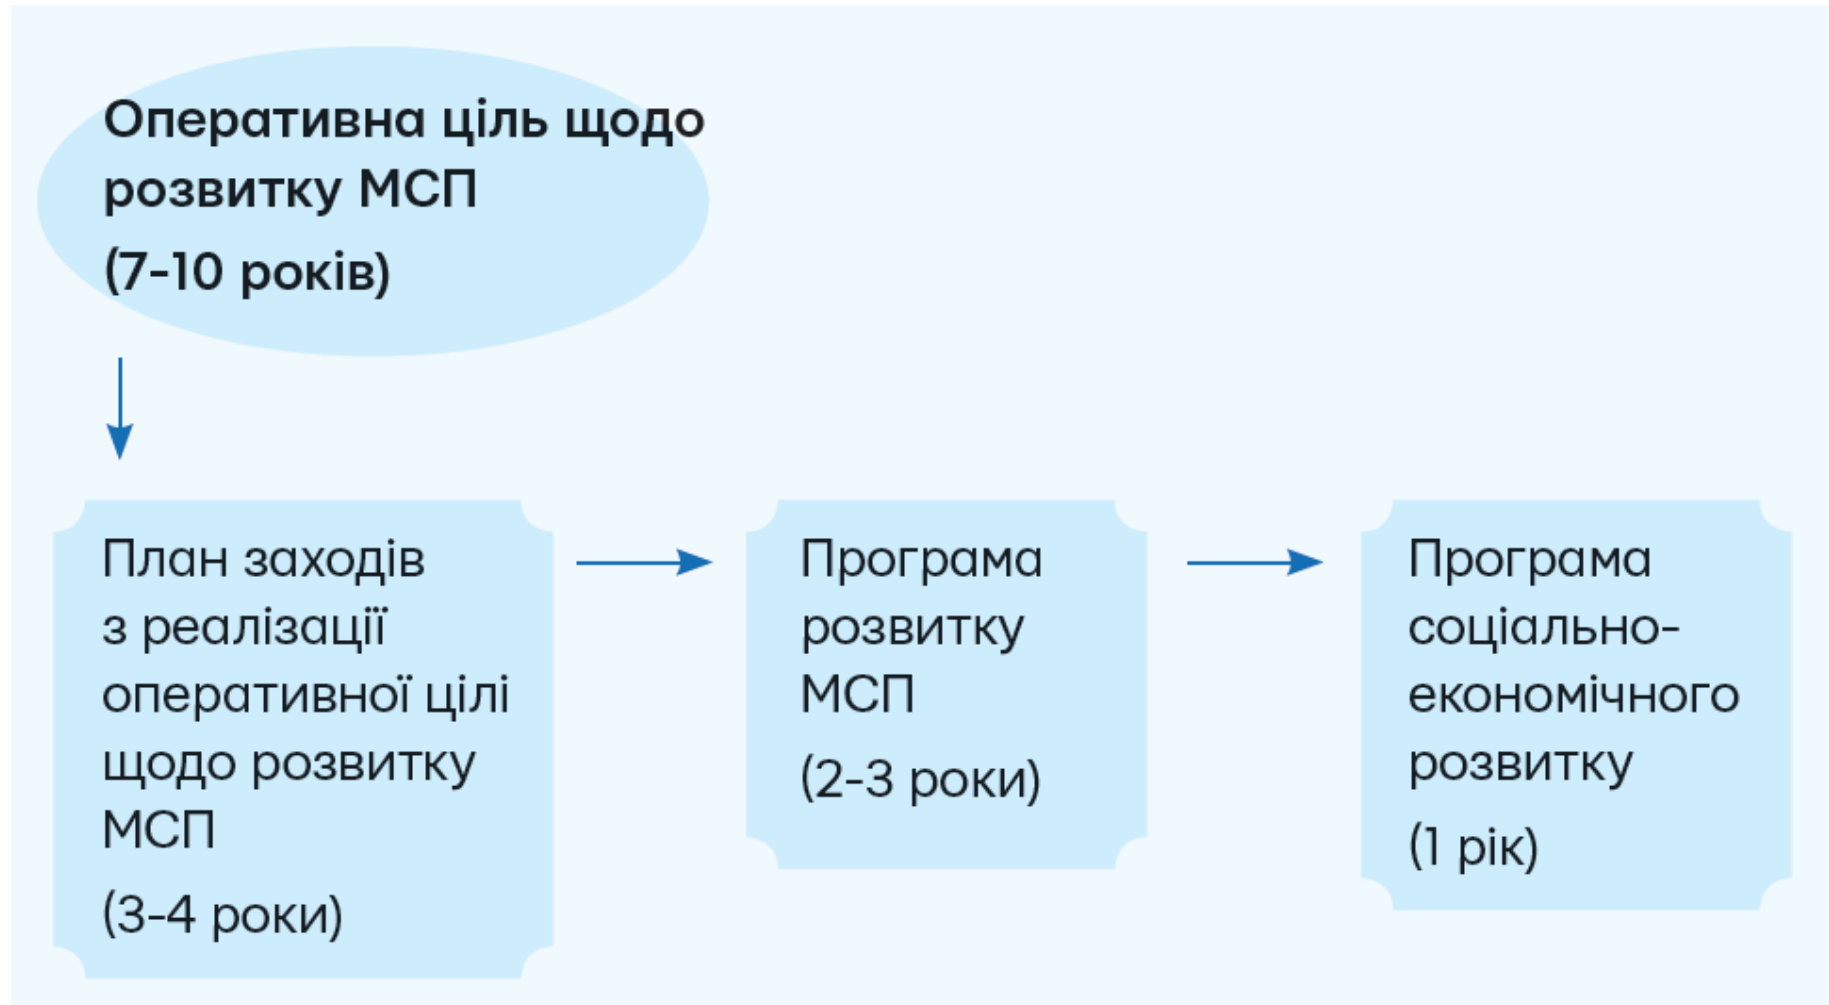 Оперативна ціль щодо
розвитку МСП
(7-10 років)
План заходів
з реалізації
оперативної цілі
щодо розвитку
МСП
(3-4 роки)
Програма
розвитку
МСП
(2-3 роки)
Програма
соціально-
економічного
розвитку
(1 рік)